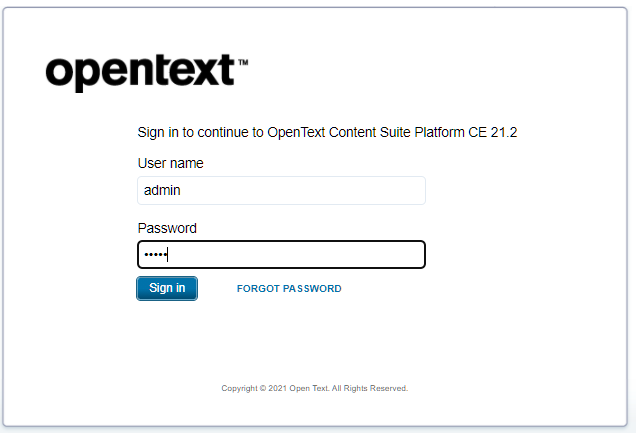 opentext™
Sign in to continue to OpenText Content Suite Platform CE 21.2
User name
admin
Password
•••••
Sign in FORGOT PASSWORD
Copyright © 2021 Open Text. All Rights Reserved.